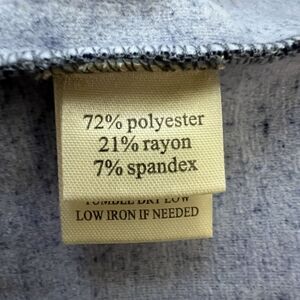 72% polyester
21% rayon
7% spandex
TUMBLE DRY LOW
LOW IRON IF NEEDED